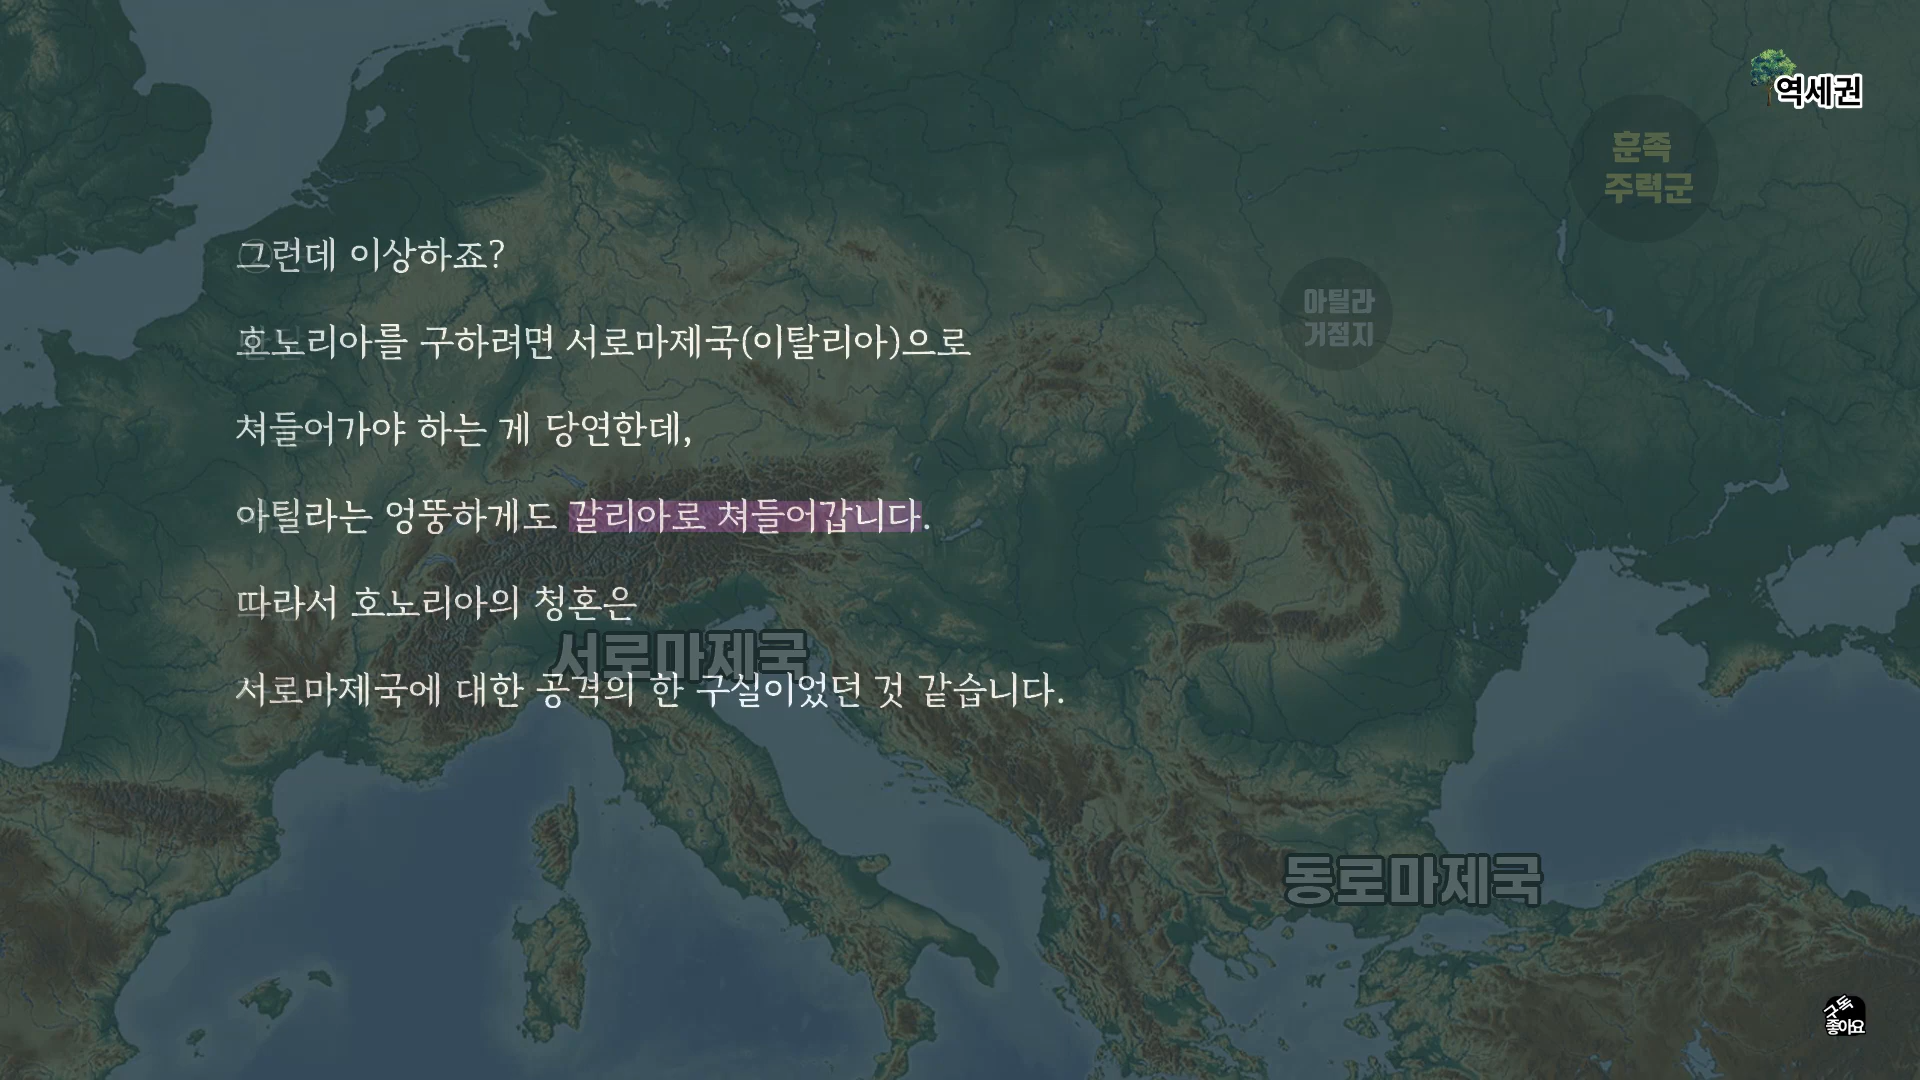 역세권
훈족
주력군
아틸라
거점지
그런데 이상하죠?
호노리아를 구하려면 서로마제국(이탈리아)으로
쳐들어가야 하는 게 당연한데,
아틸라는 엉뚱하게도 갈리아로 쳐들어갑니다.
따라서 호노리아의 청혼은
서로마제국
서로마제국에 대한 공격의 한 구실이었던 것 같습니다.
동로마제국
구독
좋아요